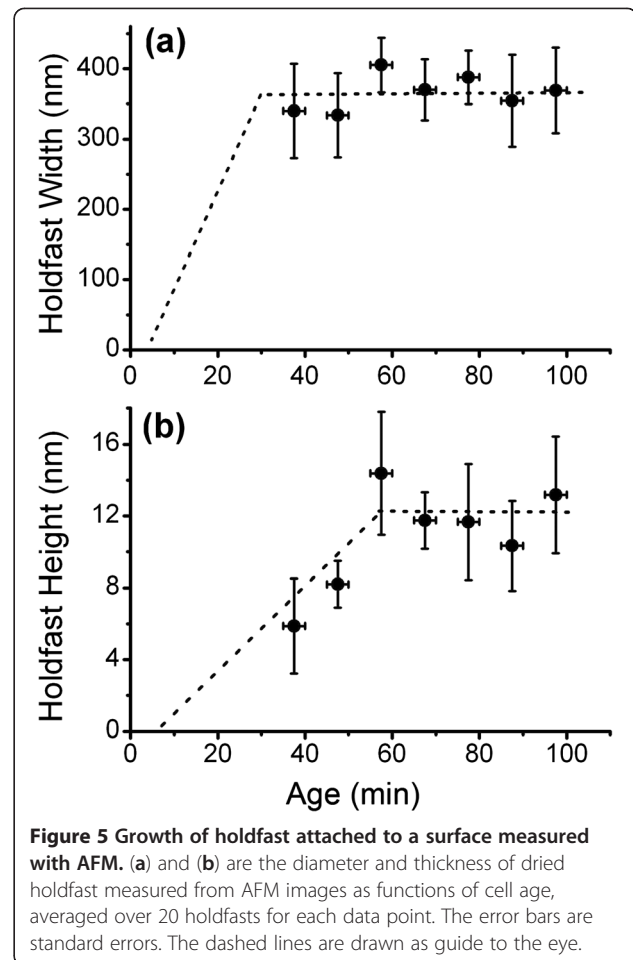 (a)
Holdfast Width (nm)
400
300
200
100
0
0 20 40 60 80 100
(b)
Holdfast Height (nm)
16
12
8
4
0
0 20 40 60 80 100
Age (min)
Figure 5 Growth of holdfast attached to a surface measured
with AFM. (a) and (b) are the diameter and thickness of dried
holdfast measured from AFM images as functions of cell age,
averaged over 20 holdfasts for each data point. The error bars are
standard errors. The dashed lines are drawn as guide to the eye.